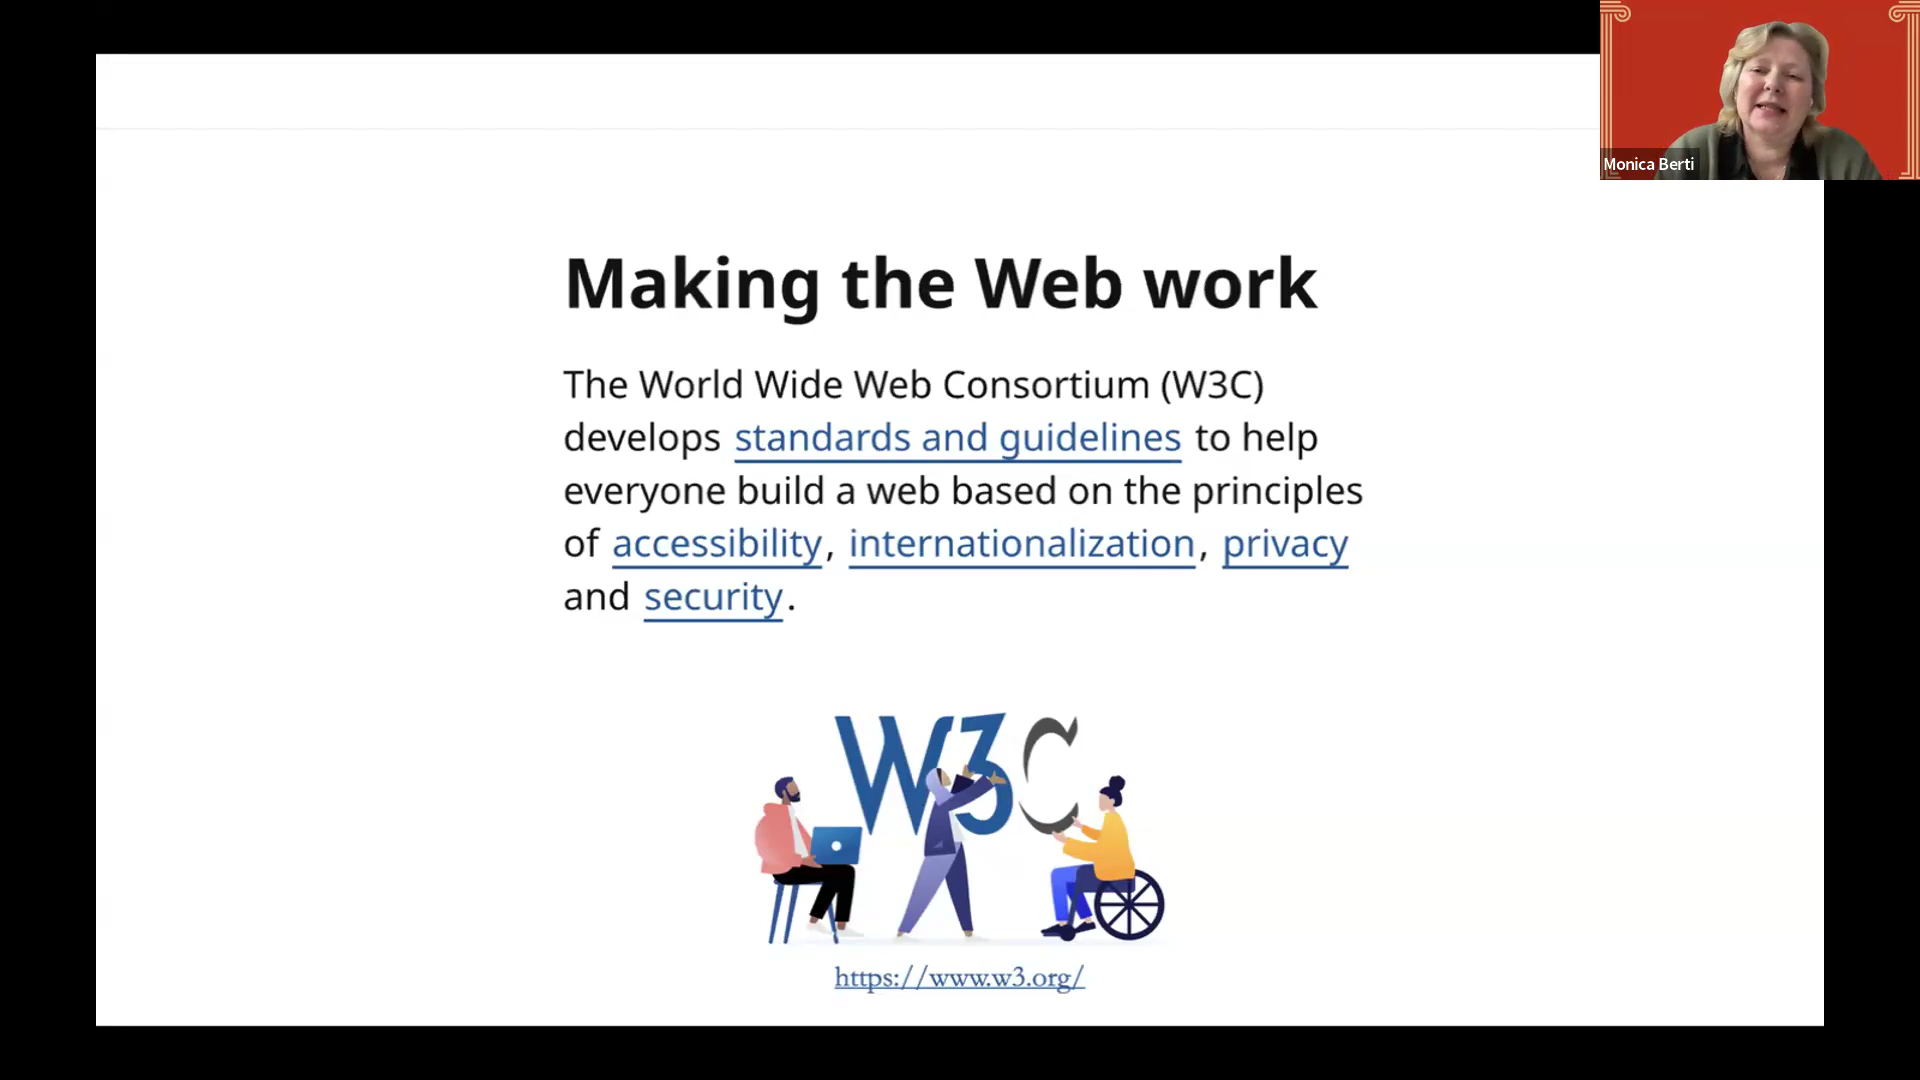 Monica Berti
Making the Web work
The World Wide Web Consortium (W3C)
develops standards and guidelines to help
everyone build a web based on the principles
of accessibility, internationalization, privacy
and security.
W3C
https://www.w3.org/